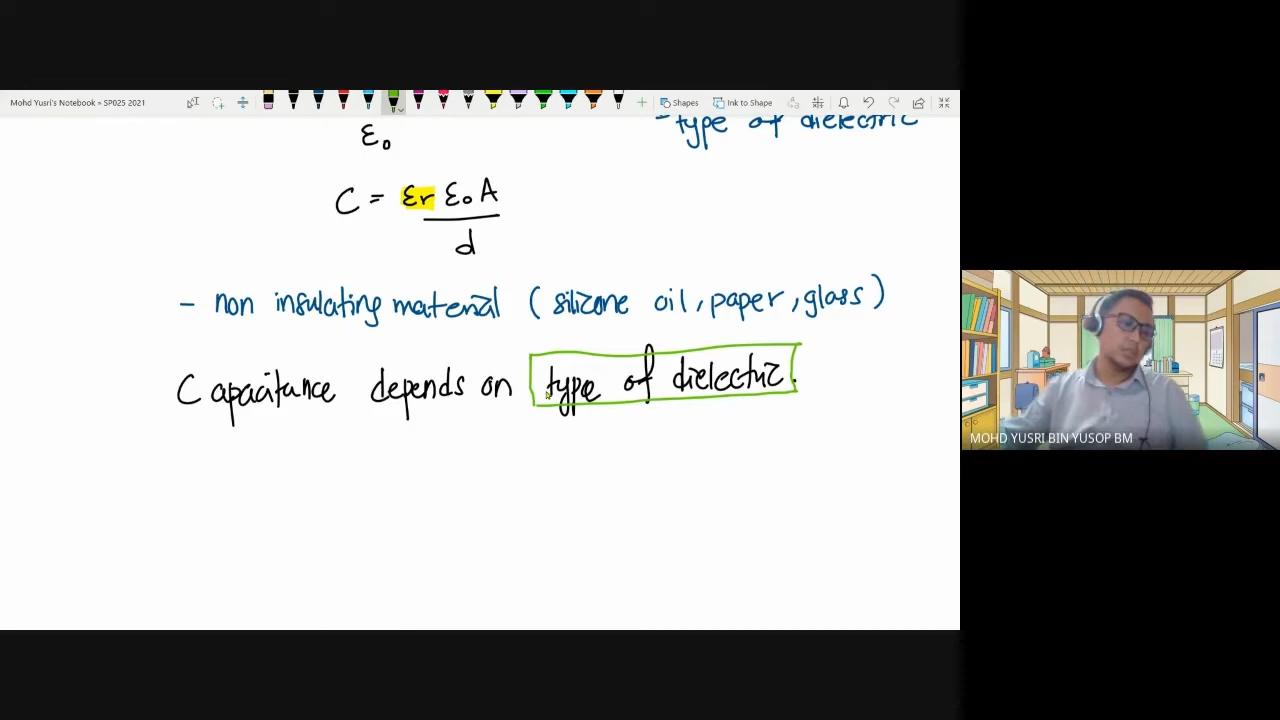 Mohd Yusri's Notebook » SP025 2021
Shapes
Ink to Shape
- type of dielectric
ε₀
C = εr ε₀ A
d
- non insulating material (silicone oil, paper, glass)
Capacitance depends on type of dielectric.
MOHD YUSRI BIN YUSOP BM